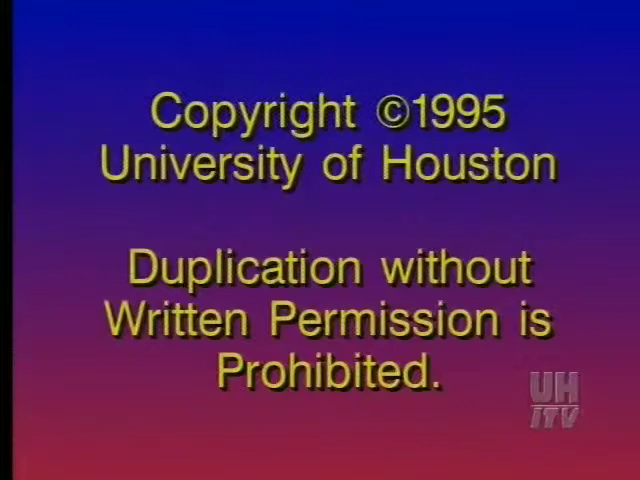 Copyright ©1995
University of Houston
Duplication without
Written Permission is
Prohibited.
UH
ITV